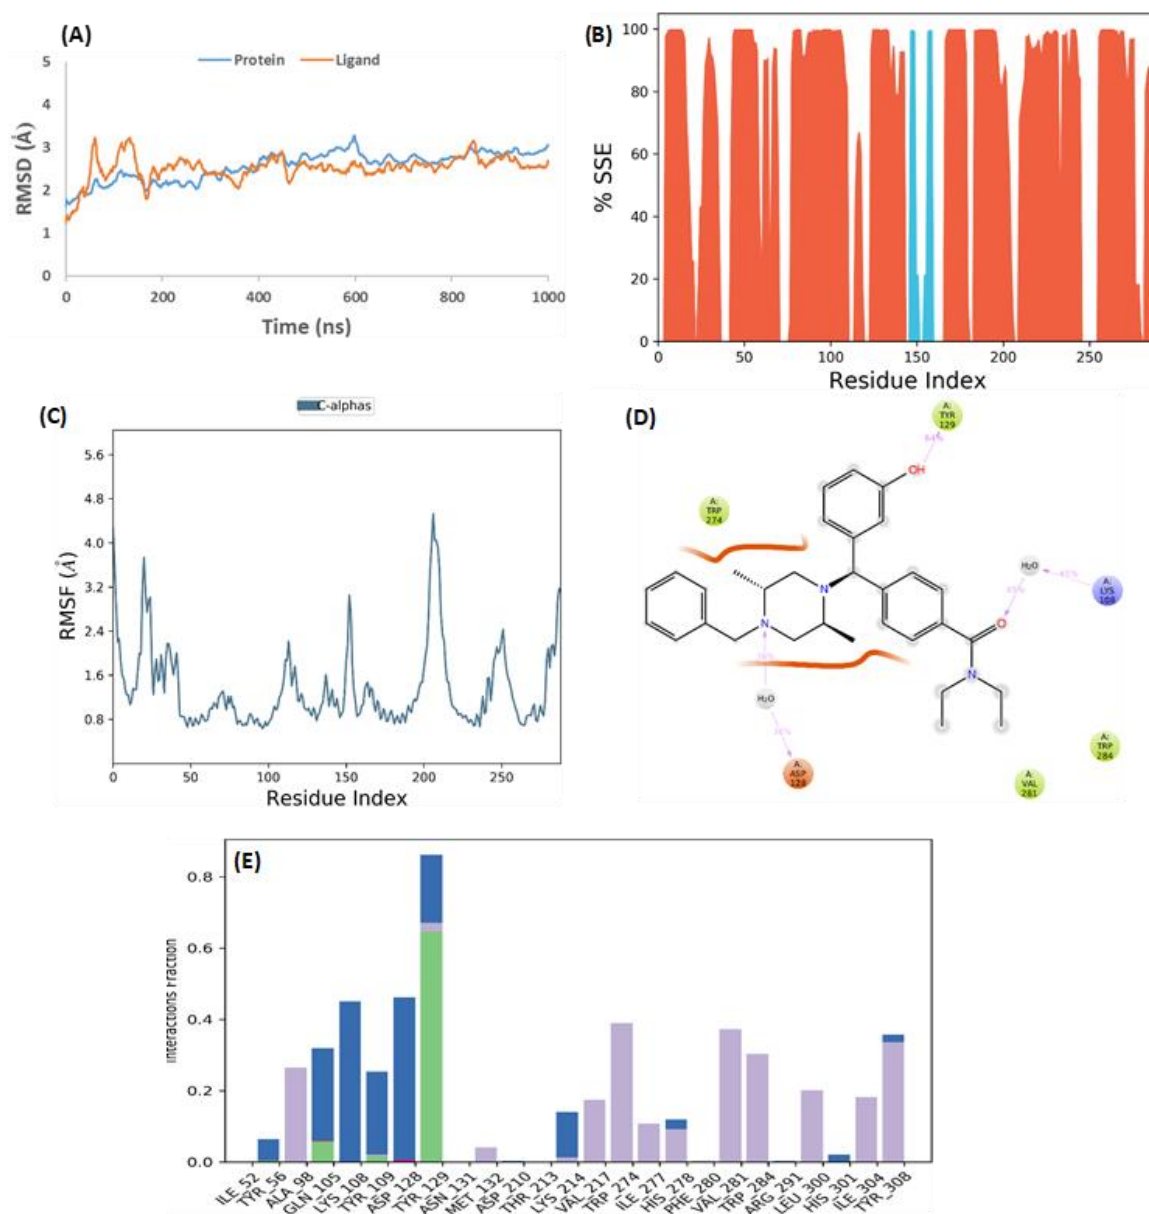 (A)
Protein Ligand
5
4
3
2
1
0
0 200 400 600 800 1000
RMSD (Å)
Time (ns)
(B)
100
80
60
40
20
0
0 50 100 150 200 250
% SSE
Residue Index
(C)
C-alphas
5.6
4.8
4.0
3.2
2.4
1.6
0.8
0 50 100 150 200 250
RMSF (Å)
Residue Index
(D)
A:
TYR
129
64%
OH
A:
TRP
274
H₂O
A:
LYS
108
N
N
O
N
H₂O
A:
ASP
128
A:
TRP
284
A:
VAL
281
(E)
0.8
0.6
0.4
0.2
0.0
Interactions Fraction
ILE_52
TYR_56
ALA_98
GLN_105
LYS_108
TYR_109
ASP_128
TYR_129
ASN_131
MET_132
ASP_210
THR_213
LYS_214
VAL_217
TRP_274
ILE_277
HIS_278
PHE_280
VAL_281
TRP_284
ARG_291
LEU_300
HIS_301
ILE_304
TYR_308